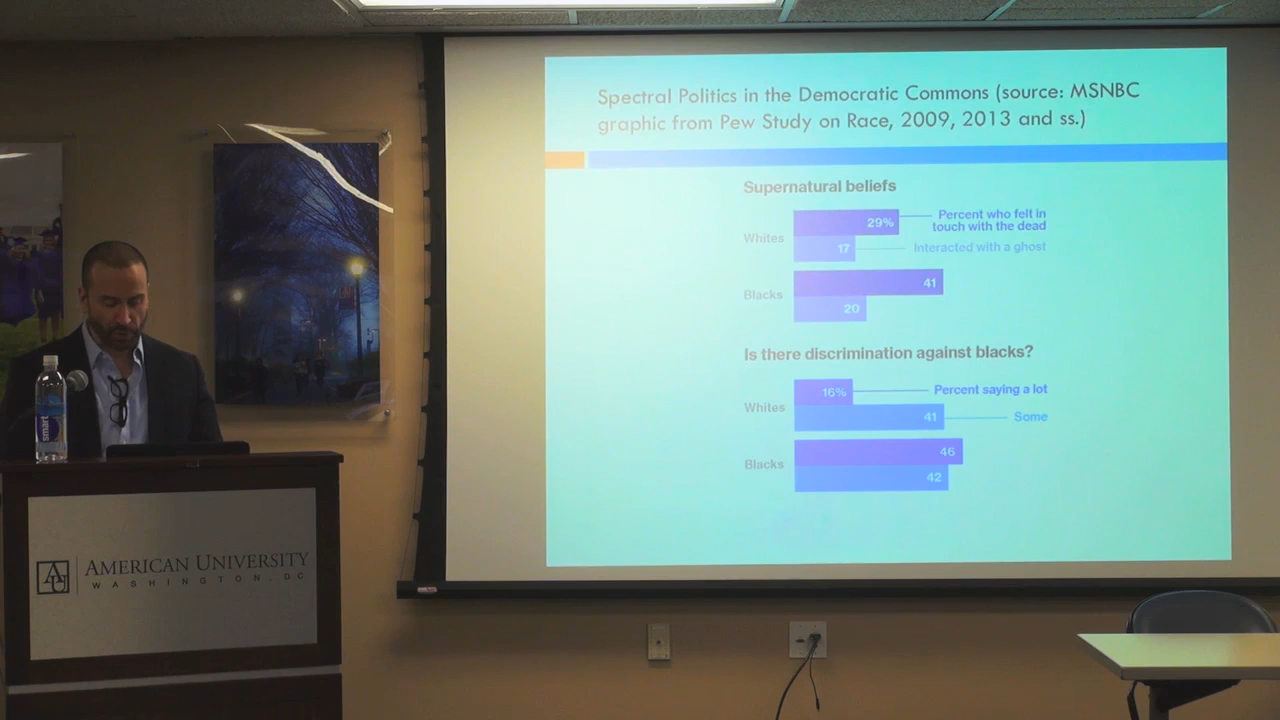 Spectral Politics in the Democratic Commons (source: MSNBC
graphic from Pew Study on Race, 2009, 2013 and ss.)
Supernatural beliefs
Whites
29%
Percent who felt in
touch with the dead
17
Interacted with a ghost
Blacks
41
20
Is there discrimination against blacks?
Whites
16%
Percent saying a lot
41
Some
Blacks
46
42
smart
AU
AMERICAN UNIVERSITY
WASHINGTON, DC